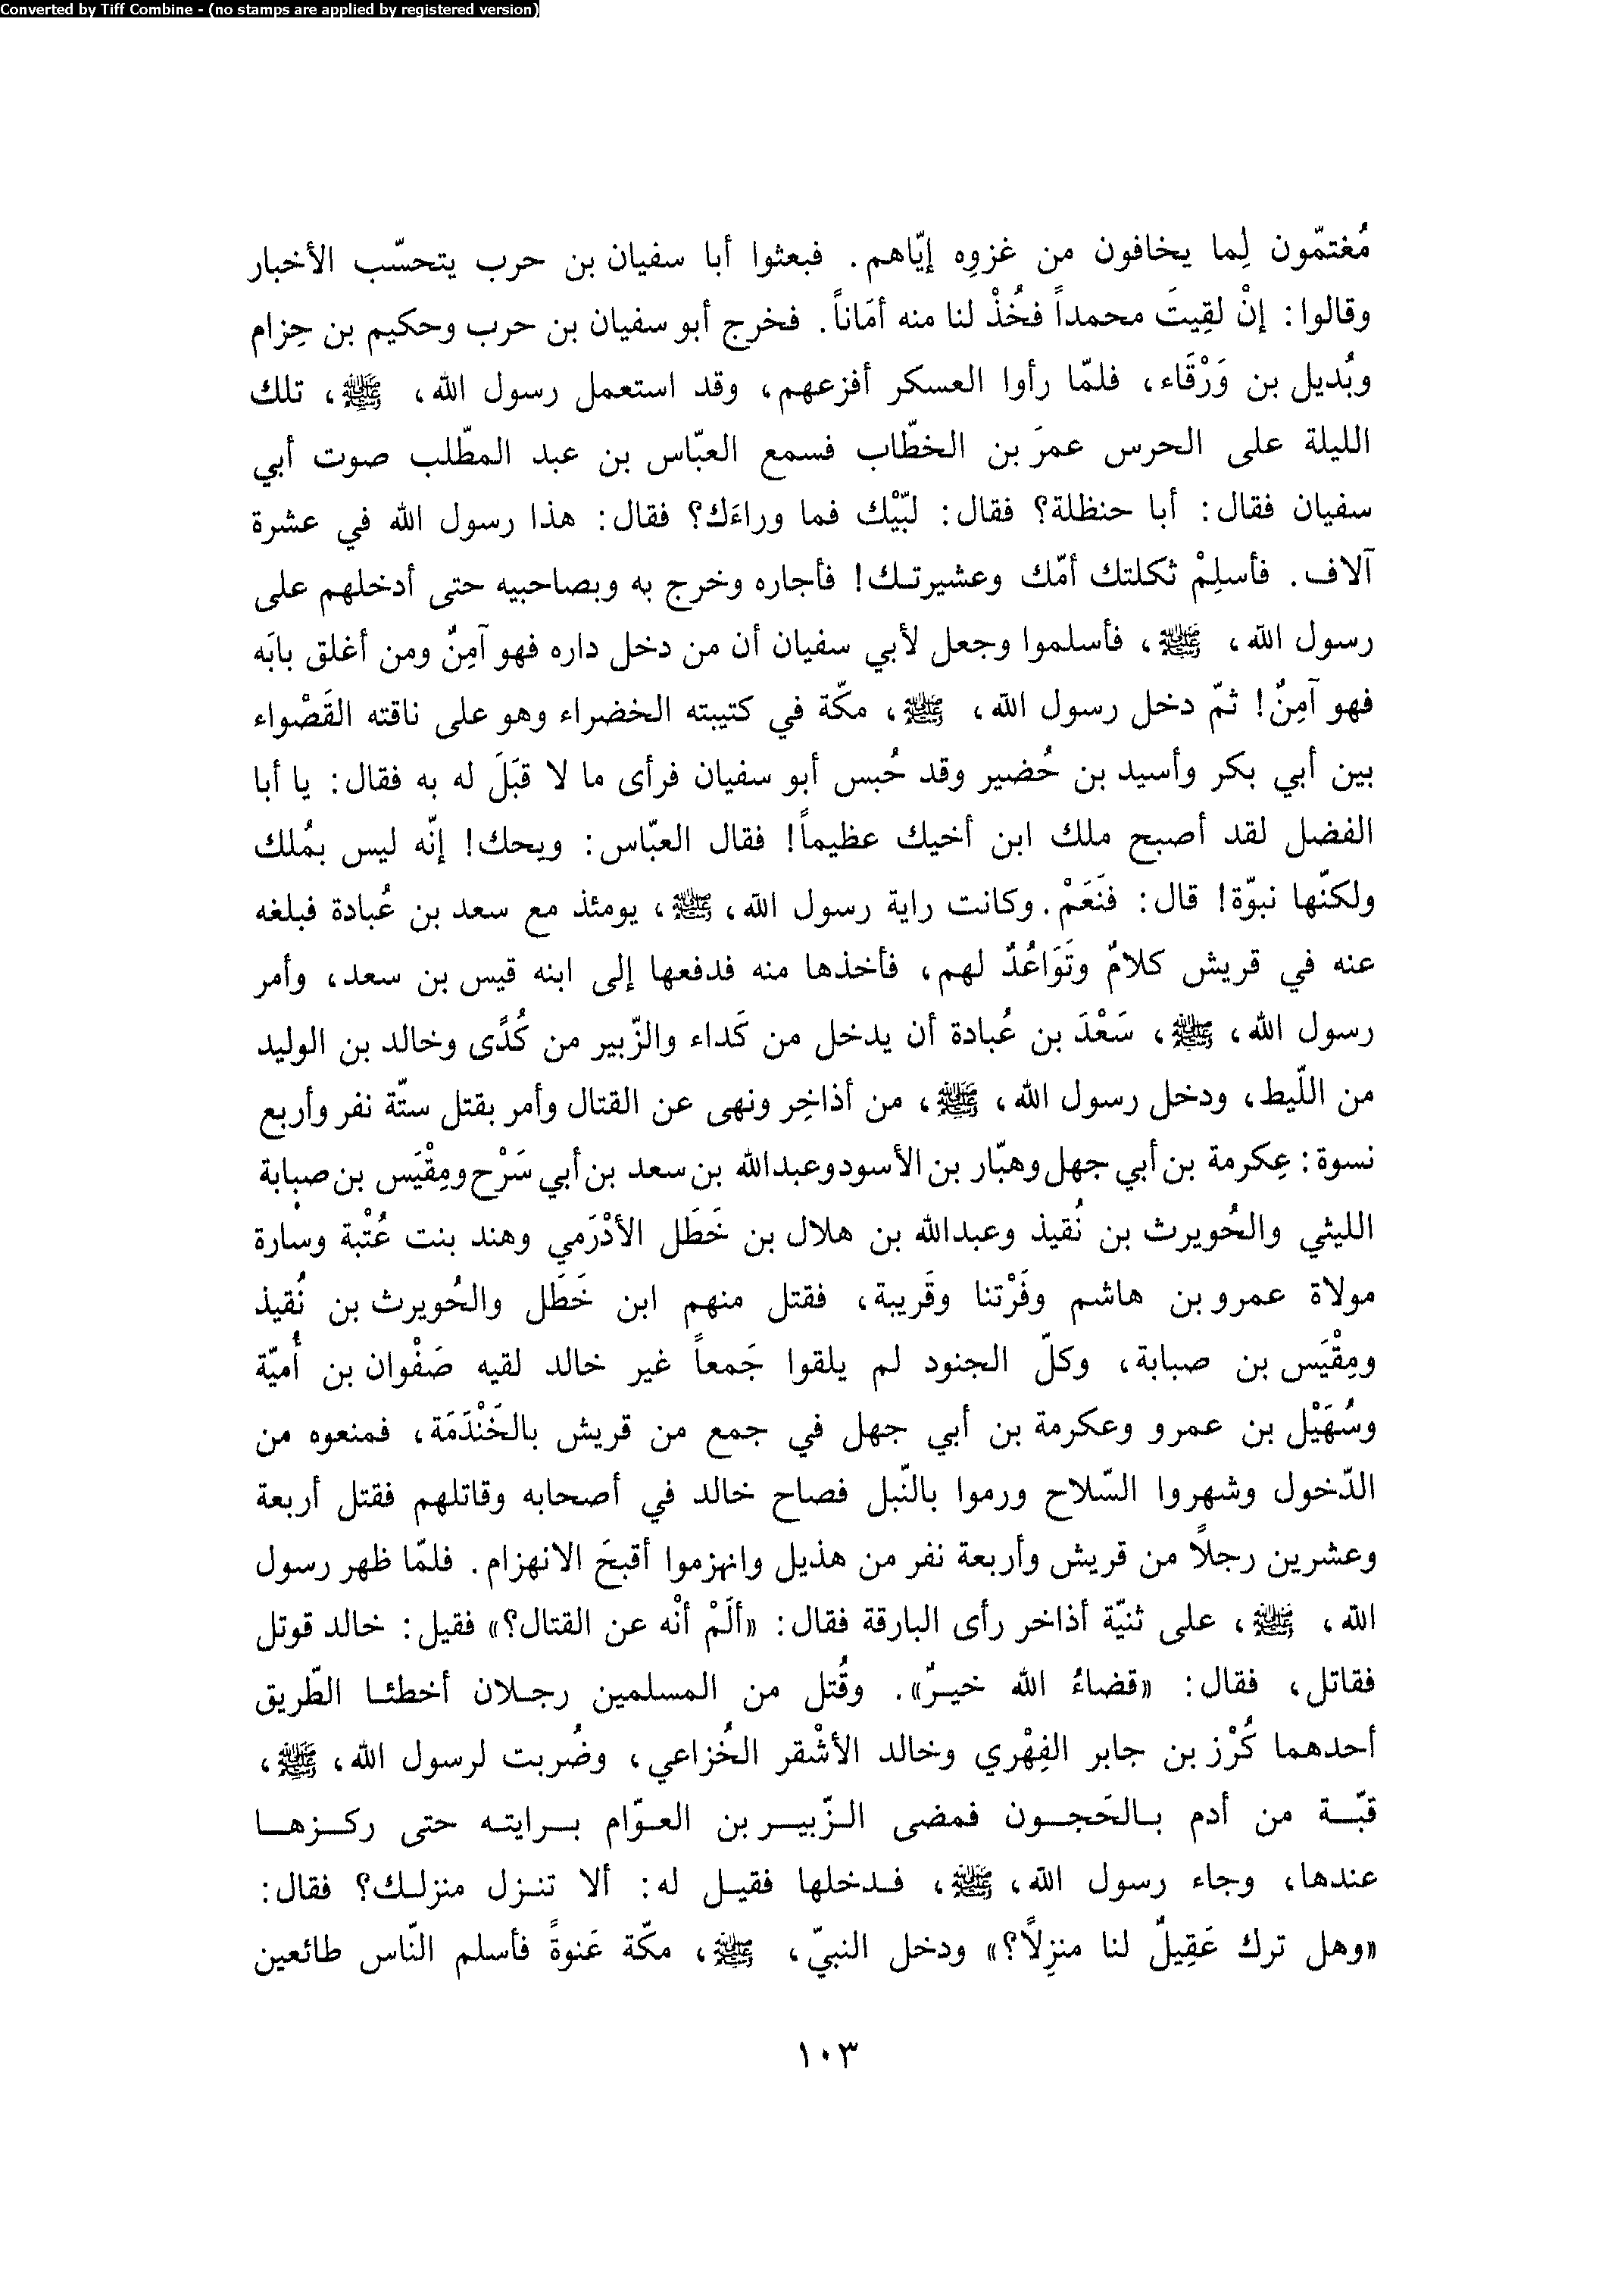 Converted by Tiff Combine - (no stamps are applied by registered version)
مُغتمّون لِما يخافون من غزوِه إيّاهم. فبعثوا أبا سفيان بن حرب يتحسّب الأخبار
وقالوا: إنْ لقِيتَ محمداً فخُذْ لنا منه أمَاناً. فخرج أبو سفيان بن حرب وحكيم بن حِزام
وبُديل بن وَرْقَاء، فلمّا رأوا العسكر أفزعهم، وقد استعمل رسول الله، ﷺ، تلك
الليلة على الحرس عمرَ بن الخطّاب فسمع العبّاس بن عبد المطّلب صوت أبي
سفيان فقال: أبا حنظلة؟ فقال: لبّيْك فما وراءَك؟ فقال: هذا رسول الله في عشرة
آلاف. فأسلِمْ ثكلتك أمّك وعشيرتك! فأجاره وخرج به وبصاحبيه حتى أدخلهم على
رسول الله، ﷺ، فأسلموا وجعل لأبي سفيان أن من دخل داره فهو آمِنٌ ومن أغلق بابَه
فهو آمِنٌ! ثمّ دخل رسول الله، ﷺ، مكّة في كتيبته الخضراء وهو على ناقته القَصْواء
بين أبي بكر وأسيد بن حُضير وقد حُبس أبو سفيان فرأى ما لا قبَلَ له به فقال: يا أبا
الفضل لقد أصبح ملك ابن أخيك عظيماً! فقال العبّاس: ويحك! إنّه ليس بمُلك
ولكنّها نبوّة! قال: فنَعَمْ. وكانت راية رسول الله، ﷺ، يومئذ مع سعد بن عُبادة فبلغه
عنه في قريش كلامٌ وتَوَاعُدٌ لهم، فأخذها منه فدفعها إلى ابنه قيس بن سعد، وأمر
رسول الله، ﷺ، سَعْدَ بن عُبادة أن يدخل من كَداء والزّبير من كُدًى وخالد بن الوليد
من اللّيط، ودخل رسول الله، ﷺ، من أذاخِر ونهى عن القتال وأمر بقتل ستّة نفر وأربع
نسوة: عِكرمة بن أبي جهل وهبّار بن الأسود وعبدالله بن سعد بن أبي سَرْح ومِقْيَس بن صبابة
الليثي والحُويرث بن نُقيذ وعبدالله بن هلال بن خَطَل الأدْرَمي وهند بنت عُتْبة وسارة
مولاة عمرو بن هاشم وفَرْتنا وقَريبة، فقتل منهم ابن خَطَل والحُويرث بن نُقيذ
ومِقْيَس بن صبابة، وكلّ الجنود لم يلقوا جَمعاً غير خالد لقيه صَفْوان بن أُميّة
وسُهَيْل بن عمرو وعكرمة بن أبي جهل في جمع من قريش بالخَنْدَمَة، فمنعوه من
الدّخول وشهروا السّلاح ورموا بالنّبل فصاح خالد في أصحابه وقاتلهم فقتل أربعة
وعشرين رجلاً من قريش وأربعة نفر من هذيل وانهزموا أقبحَ الانهزام. فلمّا ظهر رسول
الله، ﷺ، على ثنيّة أذاخر رأى البارقة فقال: «ألَمْ أنْه عن القتال؟» فقيل: خالد قوتل
فقاتل، فقال: «قضاءُ الله خيرٌ». وقُتل من المسلمين رجلان أخطئا الطّريق
أحدهما كُرْز بن جابر الفِهْري وخالد الأشْقر الخُزاعي، وضُربت لرسول الله، ﷺ،
قبّة من أدم بالحَجون فمضى الزّبير بن العوّام برايته حتى ركزها
عندها، وجاء رسول الله، ﷺ، فدخلها فقيل له: ألا تنزل منزلك؟ فقال:
«وهل ترك عَقِيلٌ لنا منزِلاً؟» ودخل النبيّ، ﷺ، مكّة عَنوةً فأسلم النّاس طائعين
١٠٣